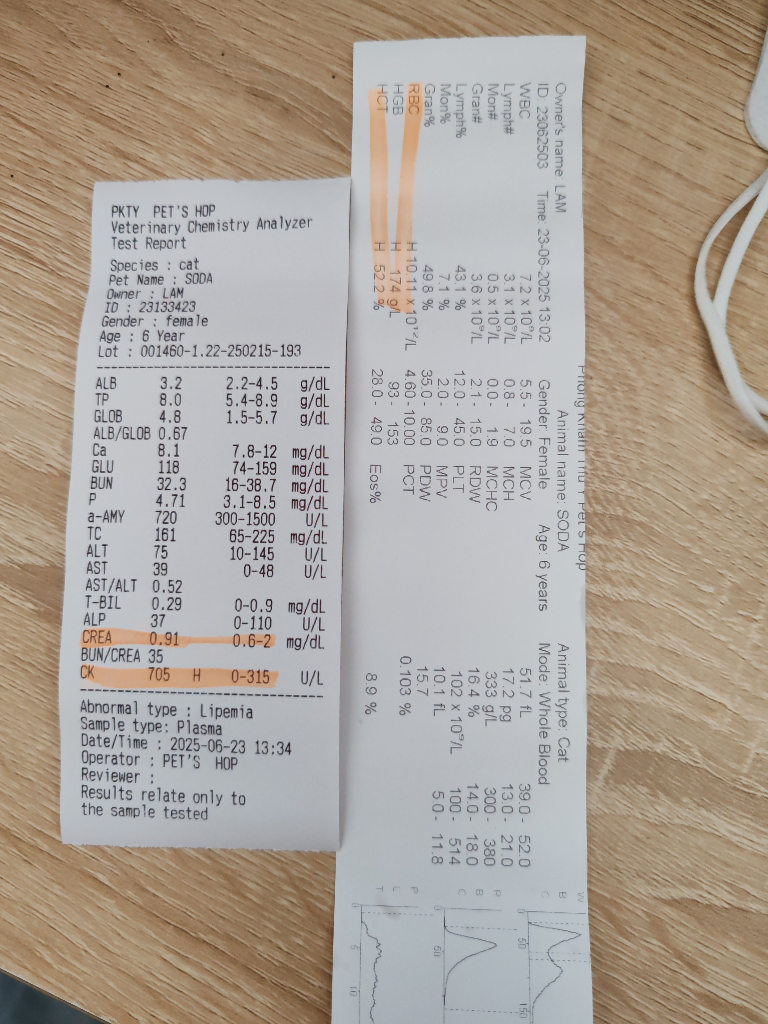 PKTY PET'S HOP
Veterinary Chemistry Analyzer
Test Report
Species : cat
Pet Name : SODA
Owner : LAM
ID : 23133423
Gender : female
Age : 6 Year
Lot : 001460-1.22-250215-193
ALB 3.2 2.2-4.5 g/dL
TP 8.0 5.4-8.9 g/dL
GLOB 4.8 1.5-5.7 g/dL
ALB/GLOB 0.67
Ca 8.1 7.8-12 mg/dL
GLU 118 74-159 mg/dL
BUN 32.3 16-38.7 mg/dL
P 4.71 3.1-8.5 mg/dL
a-AMY 720 300-1500 U/L
TC 161 65-225 mg/dL
ALT 75 10-145 U/L
AST 39 0-48 U/L
AST/ALT 0.52
T-BIL 0.29 0-0.9 mg/dL
ALP 37 0-110 U/L
CREA 0.91 0.6-2 mg/dL
BUN/CREA 35
CK 705 H 0-315 U/L
Abnormal type : Lipemia
Sample type: Plasma
Date/Time : 2025-06-23 13:34
Operator : PET'S HOP
Reviewer :
Results relate only to
the sample tested
Pet's Hop
Owner's name: LAM Animal name: SODA Animal type: Cat
ID: 23062503 Time: 23-06-2025 13:02 Gender: Female Age: 6 years Mode: Whole Blood
WBC 7.2 x 10⁹/L 5.5 - 19.5 MCV 51.7 fL 39.0 - 52.0
Lymph# 3.1 x 10⁹/L 0.8 - 7.0 MCH 17.2 pg 13.0 - 21.0
Mon# 0.5 x 10⁹/L 0.0 - 1.9 MCHC 333 g/L 300 - 380
Gran# 3.6 x 10⁹/L 2.1 - 15.0 RDW 16.4 % 14.0 - 18.0
Lymph% 43.1 % 12.0 - 45.0 PLT 102 x 10⁹/L 100 - 514
Mon% 7.1 % 2.0 - 9.0 MPV 10.1 fL 5.0 - 11.8
Gran% 49.8 % 35.0 - 85.0 PDW 15.7
RBC H 10.11 x 10¹²/L 4.60 - 10.00 PCT 0.103 %
HGB H 174 g/L 93 - 153
HCT H 52.2 % 28.0 - 49.0 Eos% 8.9 %
W
B
C
0 50
R
B
C
0 60
P
L
T
0 5 10